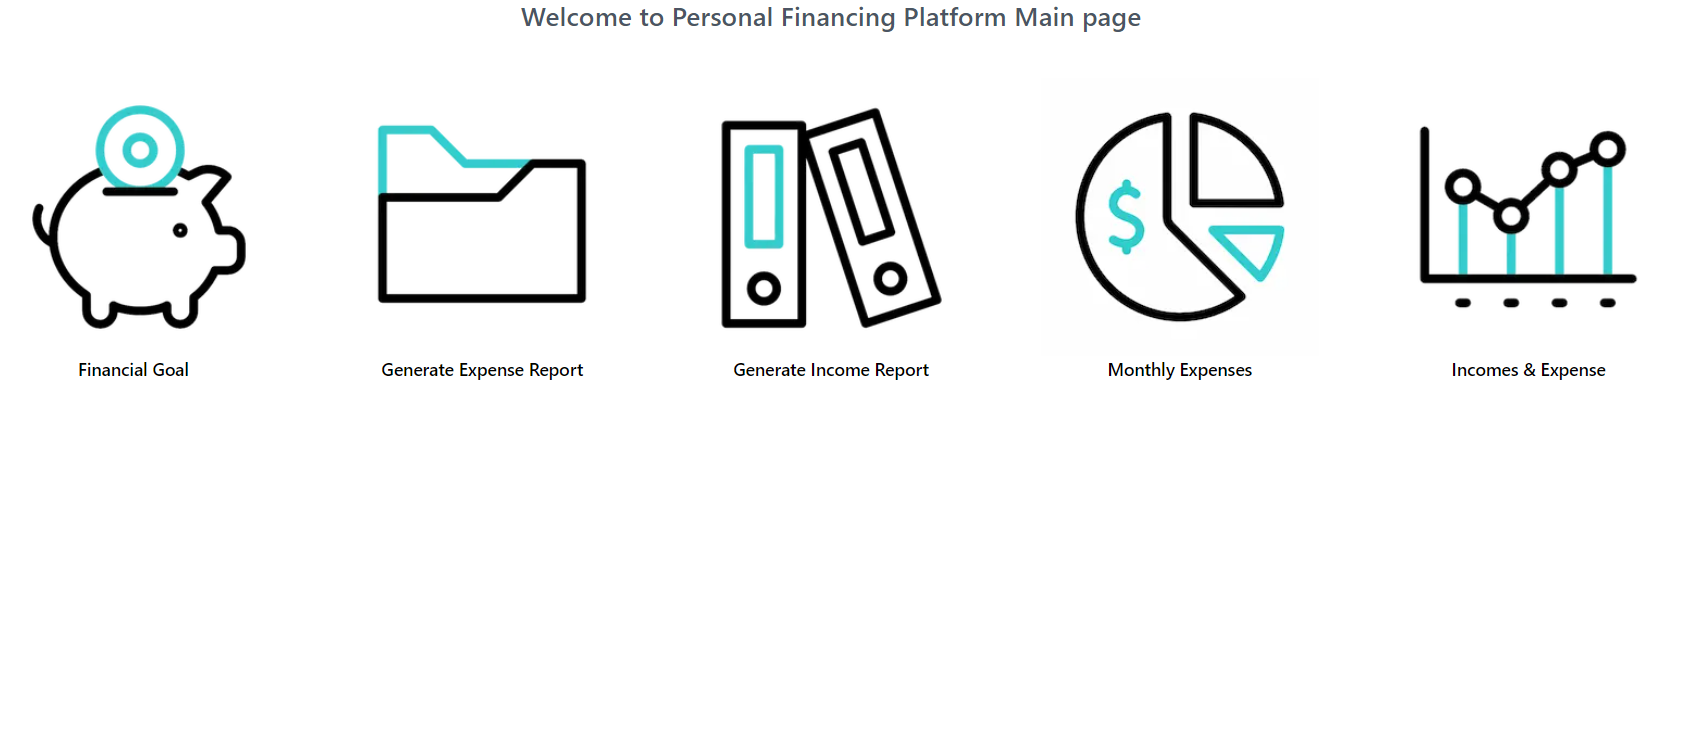 Welcome to Personal Financing Platform Main page
$
Financial Goal
Generate Expense Report
Generate Income Report
Monthly Expenses
Incomes & Expense